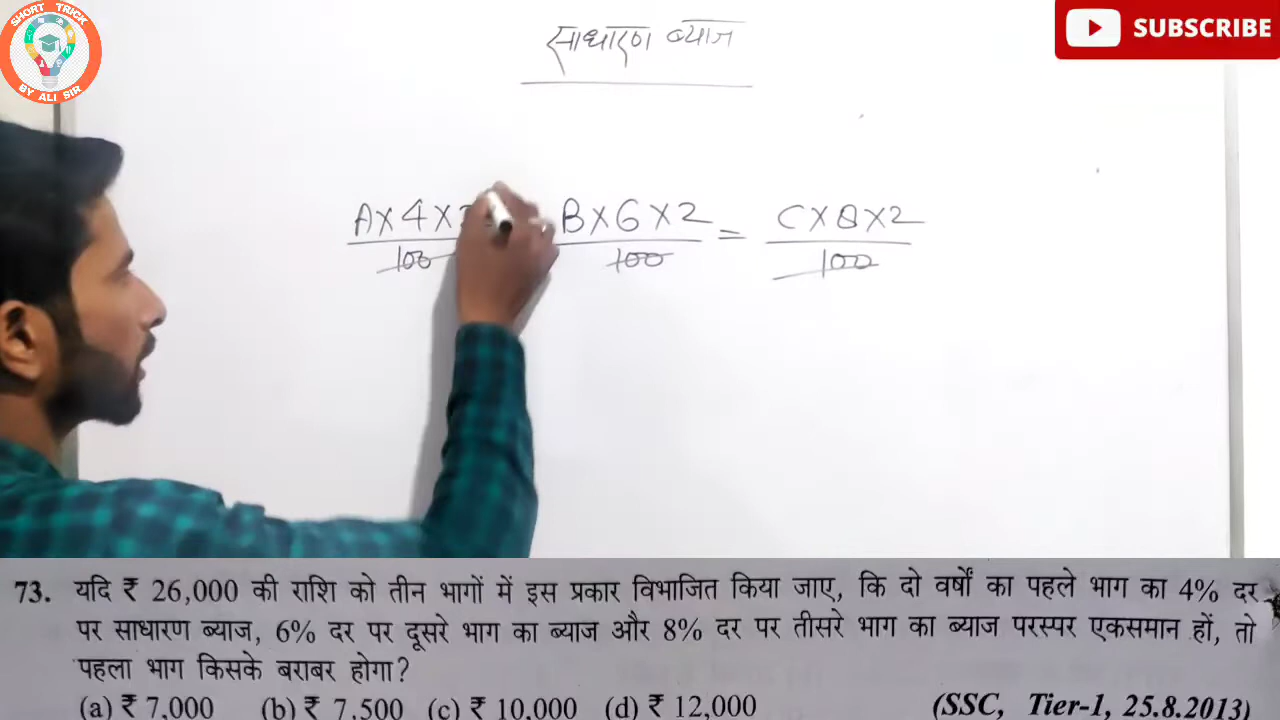 SHORT TRICK
BY ALI SIR
SUBSCRIBE
साधारण ब्याज
A×4× B×6×2 = C×8×2
100 100 100
73. यदि ₹ 26,000 की राशि को तीन भागों में इस प्रकार विभाजित किया जाए, कि दो वर्षों का पहले भाग का 4% दर
पर साधारण ब्याज, 6% दर पर दूसरे भाग का ब्याज और 8% दर पर तीसरे भाग का ब्याज परस्पर एकसमान हों, तो
पहला भाग किसके बराबर होगा?
(a) ₹ 7,000 (b) ₹ 7,500 (c) ₹ 10,000 (d) ₹ 12,000 (SSC, Tier-1, 25.8.2013)